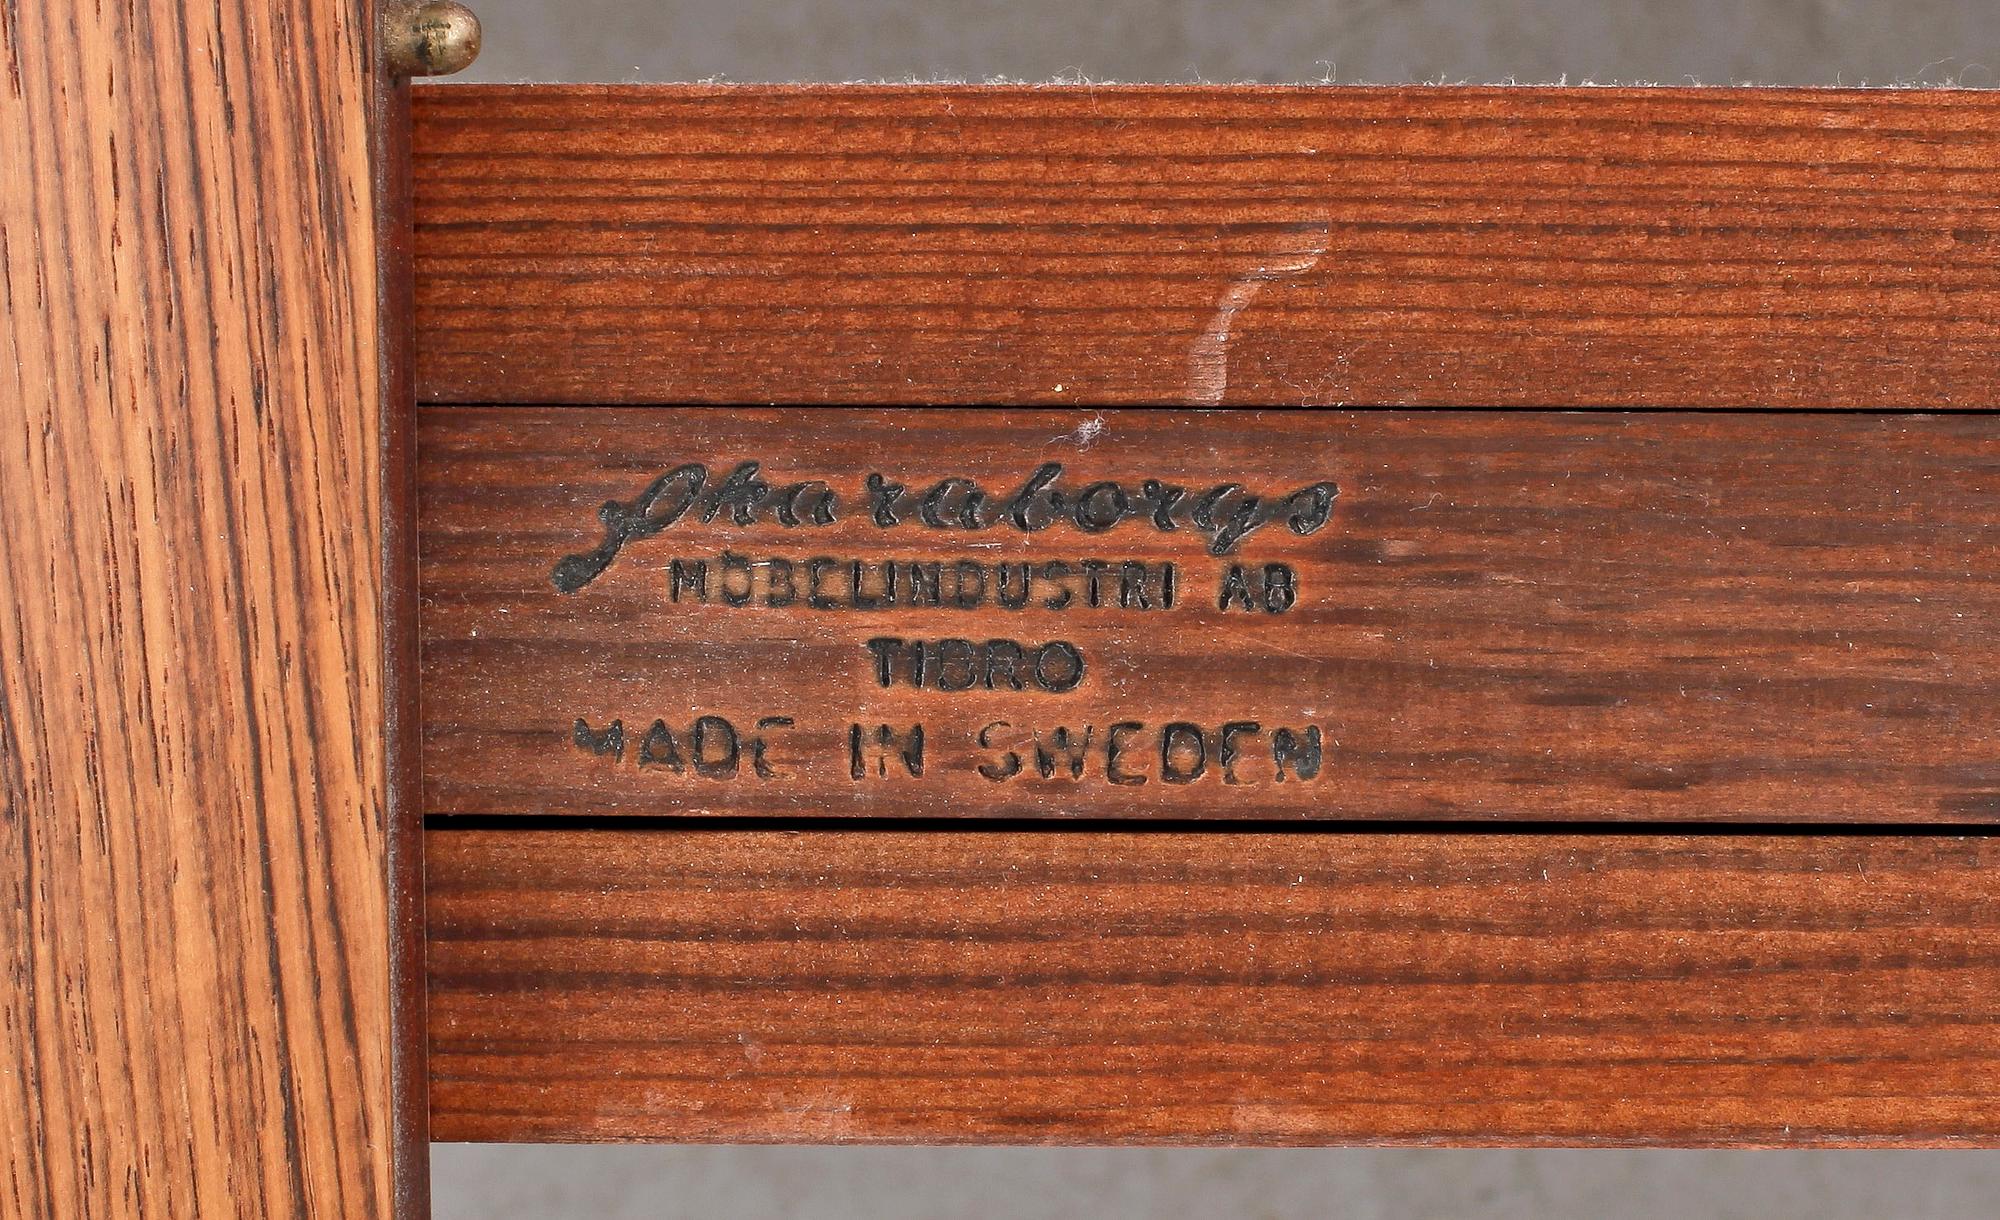 Skaraborgs
MÖBELINDUSTRI AB
TIBRO
MADE IN SWEDEN